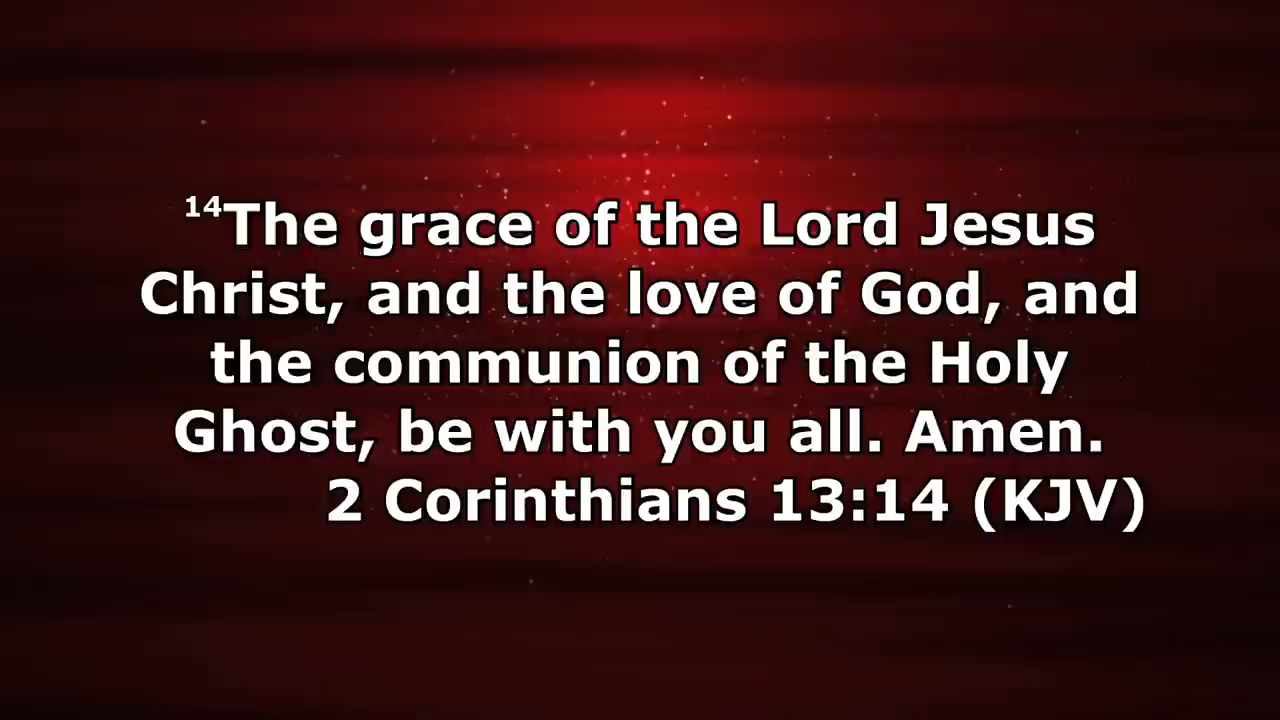 14The grace of the Lord Jesus
Christ, and the love of God, and
the communion of the Holy
Ghost, be with you all. Amen.
2 Corinthians 13:14 (KJV)